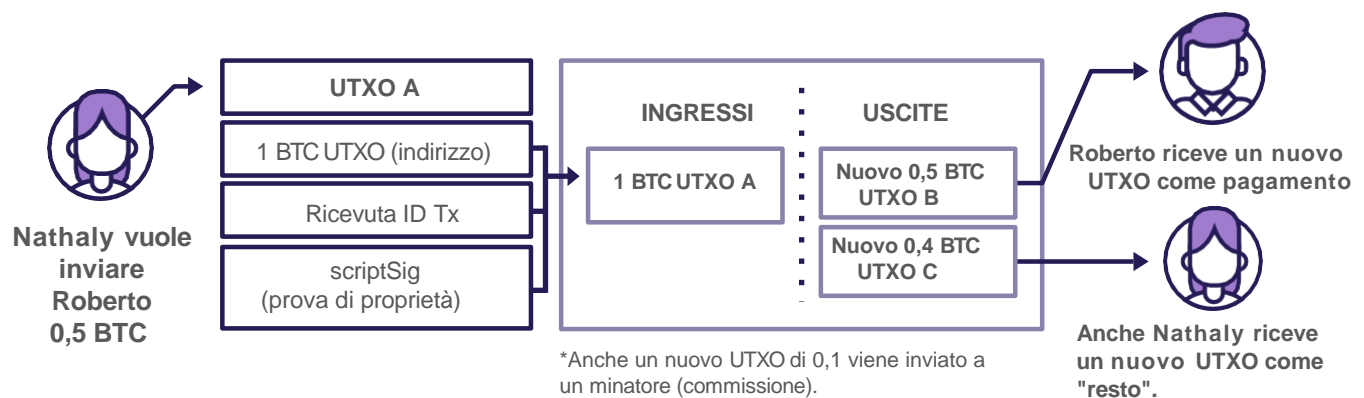 Nathaly vuole
inviare
Roberto
0,5 BTC
UTXO A
1 BTC UTXO (indirizzo)
Ricevuta ID Tx
scriptSig
(prova di proprietà)
INGRESSI
1 BTC UTXO A
USCITE
Nuovo 0,5 BTC
UTXO B
Nuovo 0,4 BTC
UTXO C
*Anche un nuovo UTXO di 0,1 viene inviato a
un minatore (commissione).
Roberto riceve un nuovo
UTXO come pagamento
Anche Nathaly riceve
un nuovo UTXO come
"resto".